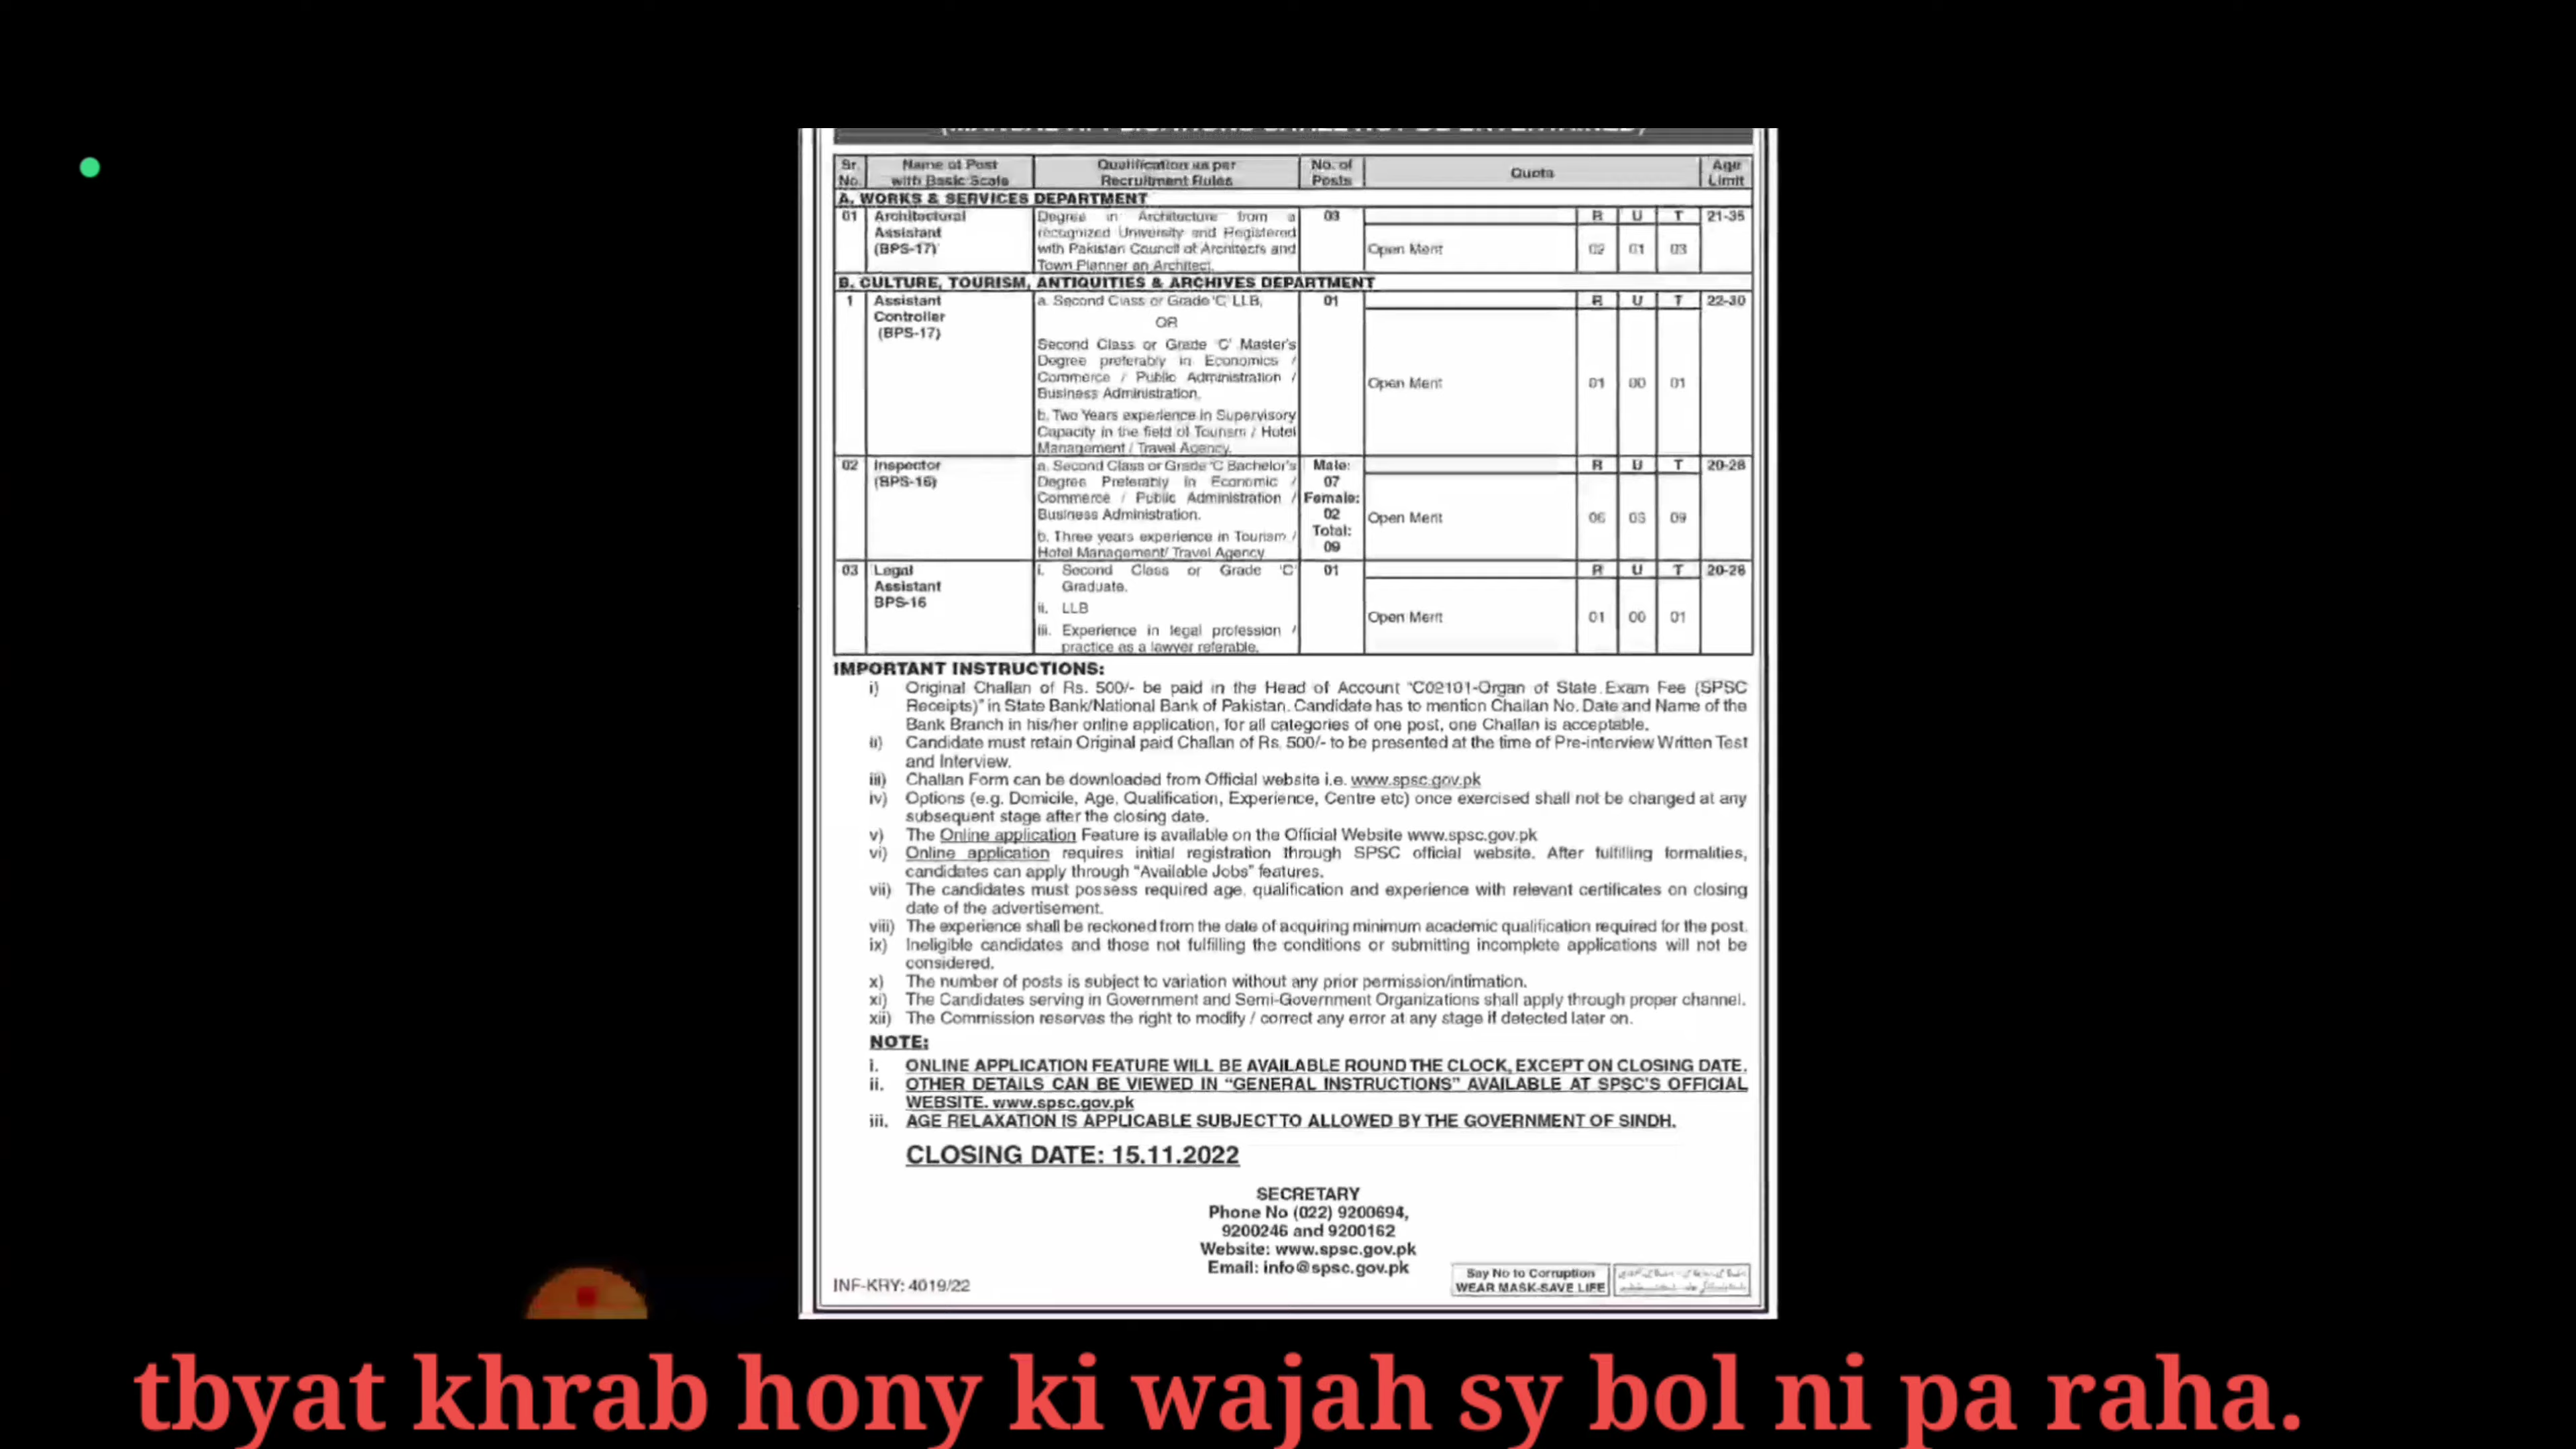 Sr. No. Name of Post with Basic Scale Qualification as per Recruitment Rules No. of Posts Quota Age Limit
A. WORKS & SERVICES DEPARTMENT
01 Architectural Assistant (BPS-17) 03 R U T 21-35
Degree in Architecture from a
recognized University and Registered
with Pakistan Council of Architects and
Town Planner an Architect.
Open Merit 02 01 03
B. CULTURE, TOURISM, ANTIQUITIES & ARCHIVES DEPARTMENT
1 Assistant Controller (BPS-17) 01 R U T 22-30
a. Second Class or Grade 'C' LLB,
OR
Second Class or Grade 'C' Master's
Degree preferably in Economics /
Commerce / Public Administration /
Business Administration.
b. Two Years experience in Supervisory
Capacity in the field of Tourism / Hotel
Management / Travel Agency.
Open Merit 01 00 01
02 Inspector (BPS-16) R U T 20-28
a. Second Class or Grade 'C' Bachelor's
Degree Preferably in Economic /
Commerce / Public Administration /
Business Administration.
b. Three years experience in Tourism /
Hotel Management/ Travel Agency
Male:
07
Female:
02
Total:
09
Open Merit 06 03 09
03 Legal Assistant BPS-16 01 R U T 20-28
i. Second Class or Grade 'C'
Graduate.
ii. LLB
iii. Experience in legal profession /
practice as a lawyer referable.
Open Merit 01 00 01
IMPORTANT INSTRUCTIONS:
i) Original Challan of Rs. 500/- be paid in the Head of Account "C02101-Organ of State Exam Fee (SPSC
Receipts)" in State Bank/National Bank of Pakistan. Candidate has to mention Challan No. Date and Name of the
Bank Branch in his/her online application, for all categories of one post, one Challan is acceptable.
ii) Candidate must retain Original paid Challan of Rs. 500/- to be presented at the time of Pre-interview Written Test
and Interview.
iii) Challan Form can be downloaded from Official website i.e. www.spsc.gov.pk
iv) Options (e.g. Domicile, Age, Qualification, Experience, Centre etc) once exercised shall not be changed at any
subsequent stage after the closing date.
v) The Online application Feature is available on the Official Website www.spsc.gov.pk
vi) Online application requires initial registration through SPSC official website. After fulfilling formalities,
candidates can apply through "Available Jobs" features.
vii) The candidates must possess required age, qualification and experience with relevant certificates on closing
date of the advertisement.
viii) The experience shall be reckoned from the date of acquiring minimum academic qualification required for the post.
ix) Ineligible candidates and those not fulfilling the conditions or submitting incomplete applications will not be
considered.
x) The number of posts is subject to variation without any prior permission/intimation.
xi) The Candidates serving in Government and Semi-Government Organizations shall apply through proper channel.
xii) The Commission reserves the right to modify / correct any error at any stage if detected later on.
NOTE:
i. ONLINE APPLICATION FEATURE WILL BE AVAILABLE ROUND THE CLOCK, EXCEPT ON CLOSING DATE.
ii. OTHER DETAILS CAN BE VIEWED IN "GENERAL INSTRUCTIONS" AVAILABLE AT SPSC'S OFFICIAL
WEBSITE. www.spsc.gov.pk
iii. AGE RELAXATION IS APPLICABLE SUBJECT TO ALLOWED BY THE GOVERNMENT OF SINDH.
CLOSING DATE: 15.11.2022
SECRETARY
Phone No (022) 9200694,
9200246 and 9200162
Website: www.spsc.gov.pk
Email: info@spsc.gov.pk
INF-KRY: 4019/22
Say No to Corruption
WEAR MASK-SAVE LIFE
tbyat khrab hony ki wajah sy bol ni pa raha.